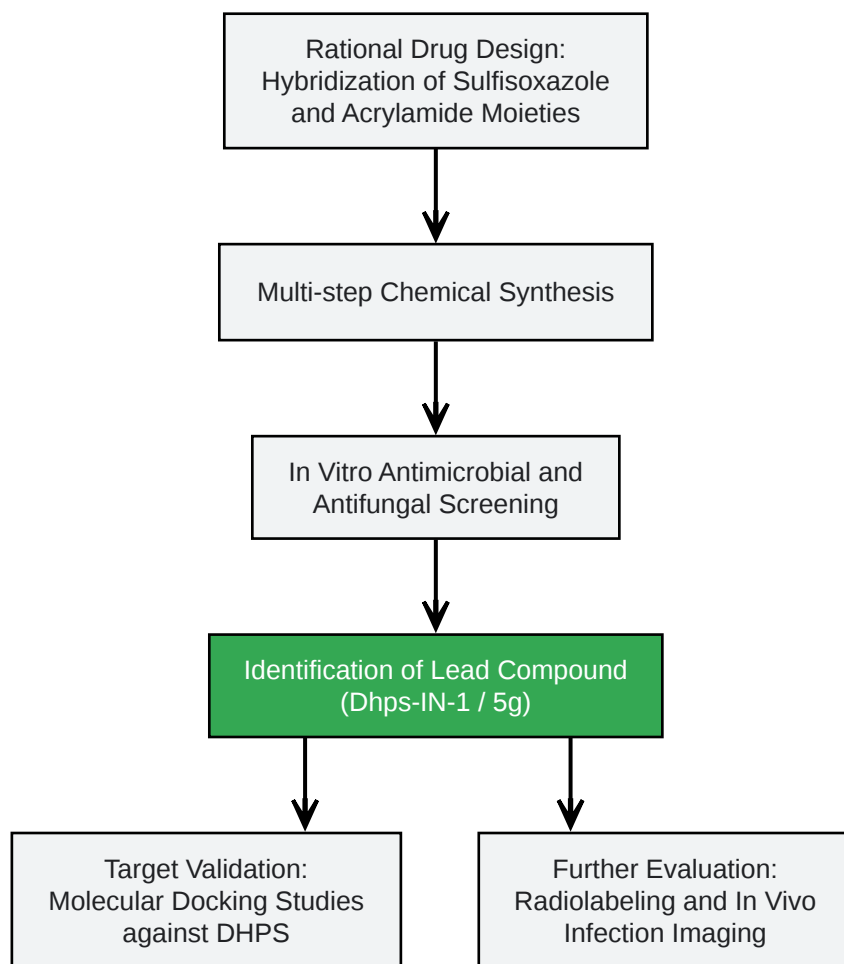 Rational Drug Design:
Hybridization of Sulfisoxazole
and Acrylamide Moieties
Multi-step Chemical Synthesis
In Vitro Antimicrobial and
Antifungal Screening
Identification of Lead Compound
(Dhps-IN-1 / 5g)
Target Validation:
Molecular Docking Studies
against DHPS
Further Evaluation:
Radiolabeling and In Vivo
Infection Imaging